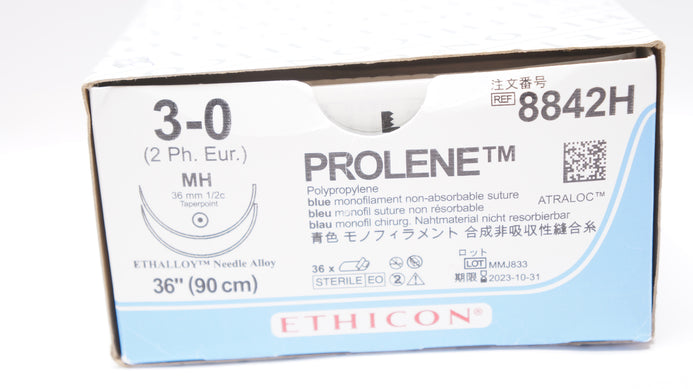 3-0
(2 Ph. Eur.)
MH
36 mm 1/2c
Taperpoint
ETHALLOY™ Needle Alloy
36" (90 cm)
注文番号
REF 8842H
PROLENE™
Polypropylene
blue monofilament non-absorbable suture
bleu monofil suture non résorbable
blau monofil chirurg. Nahtmaterial nicht resorbierbar
青色 モノフィラメント 合成非吸収性縫合糸
ATRALOC™
36 x
STERILE EO
2
ロット
LOT MMJ833
期限 2023-10-31
ETHICON®